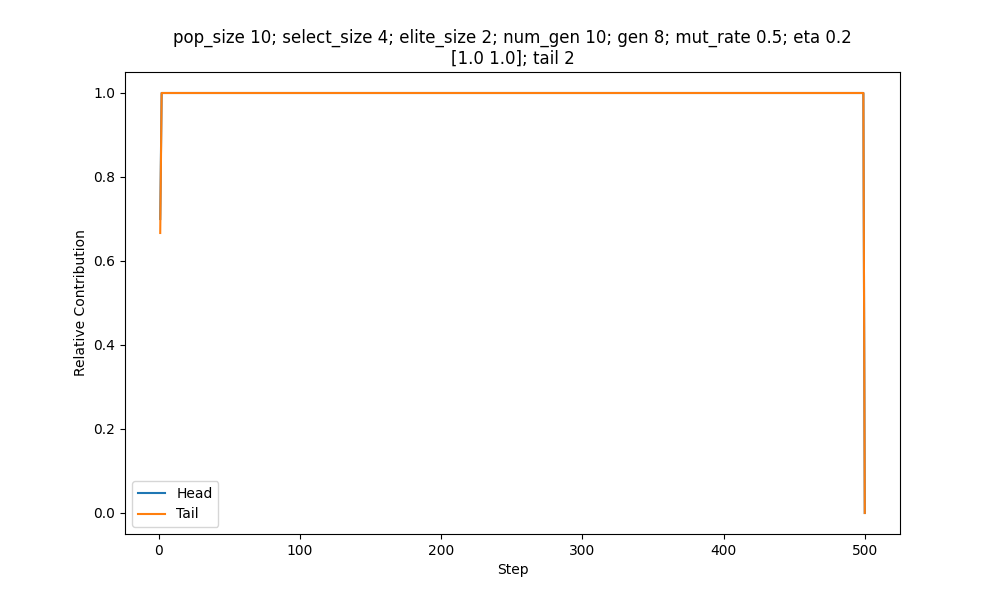 pop_size 10; select_size 4; elite_size 2; num_gen 10; gen 8; mut_rate 0.5; eta 0.2
[1.0 1.0]; tail 2
1.0
0.8
0.6
0.4
0.2
0.0
Relative Contribution
Head
Tail
0
100
200
300
400
500
Step